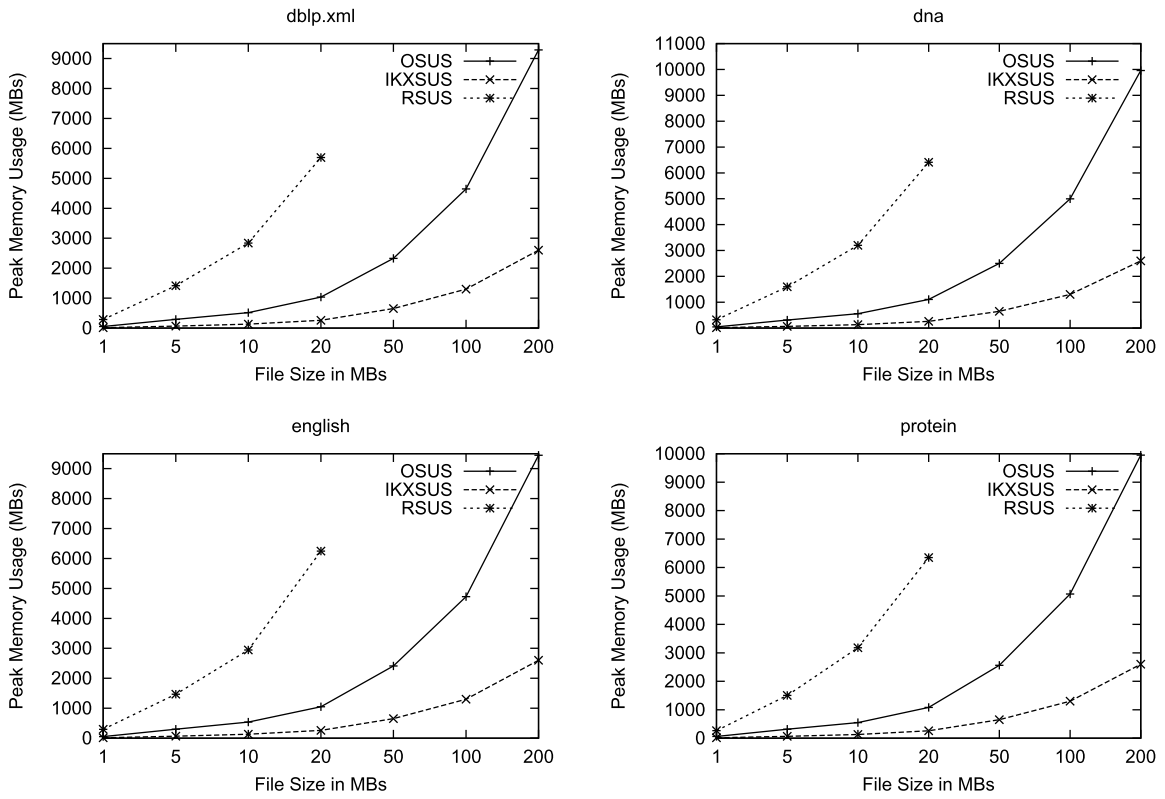 dblp.xml
Peak Memory Usage (MBs)
9000
8000
7000
6000
5000
4000
3000
2000
1000
0
OSUS
IKXSUS
RSUS
1 5 10 20 50 100 200
File Size in MBs
dna
Peak Memory Usage (MBs)
11000
10000
9000
8000
7000
6000
5000
4000
3000
2000
1000
0
OSUS
IKXSUS
RSUS
1 5 10 20 50 100 200
File Size in MBs
english
Peak Memory Usage (MBs)
9000
8000
7000
6000
5000
4000
3000
2000
1000
0
OSUS
IKXSUS
RSUS
1 5 10 20 50 100 200
File Size in MBs
protein
Peak Memory Usage (MBs)
10000
9000
8000
7000
6000
5000
4000
3000
2000
1000
0
OSUS
IKXSUS
RSUS
1 5 10 20 50 100 200
File Size in MBs